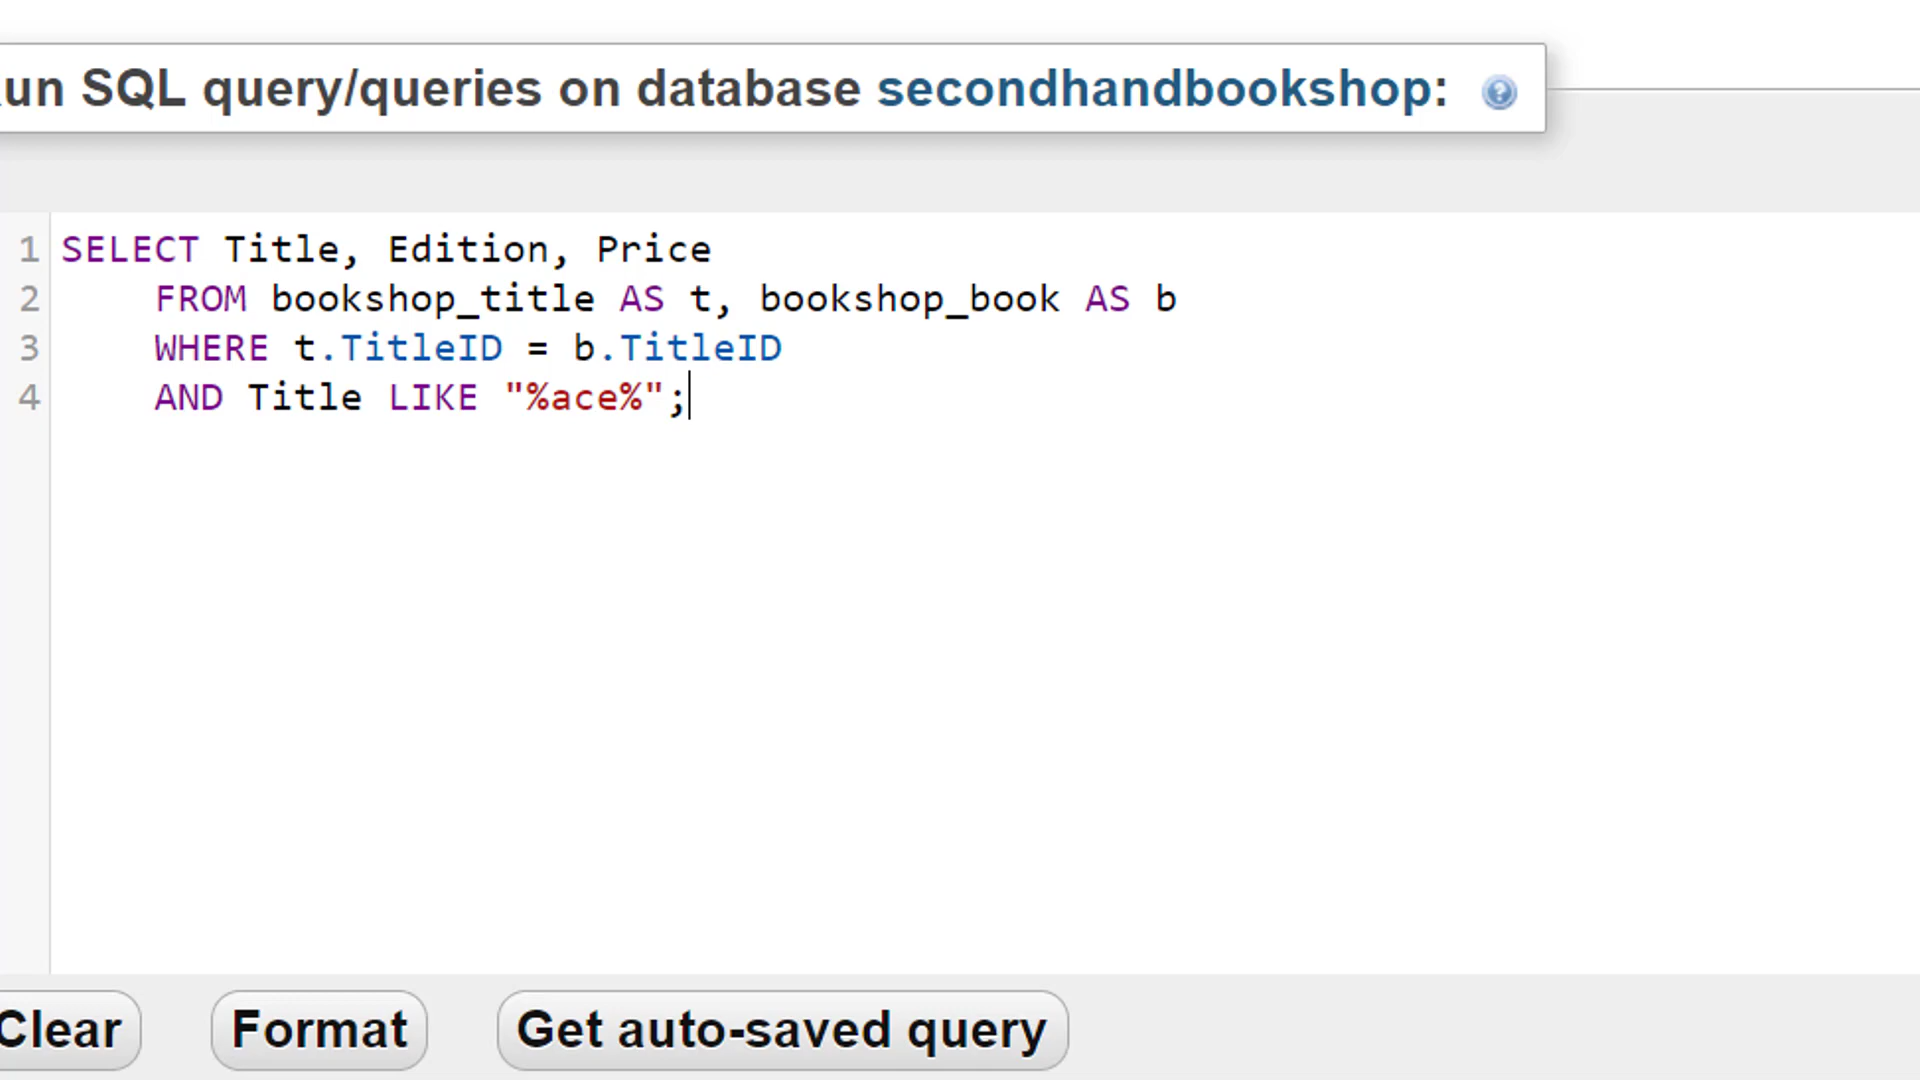 un SQL query/queries on database secondhandbookshop:
1 SELECT Title, Edition, Price
2 FROM bookshop_title AS t, bookshop_book AS b
3 WHERE t.TitleID = b.TitleID
4 AND Title LIKE "%ace%";
Clear Format Get auto-saved query